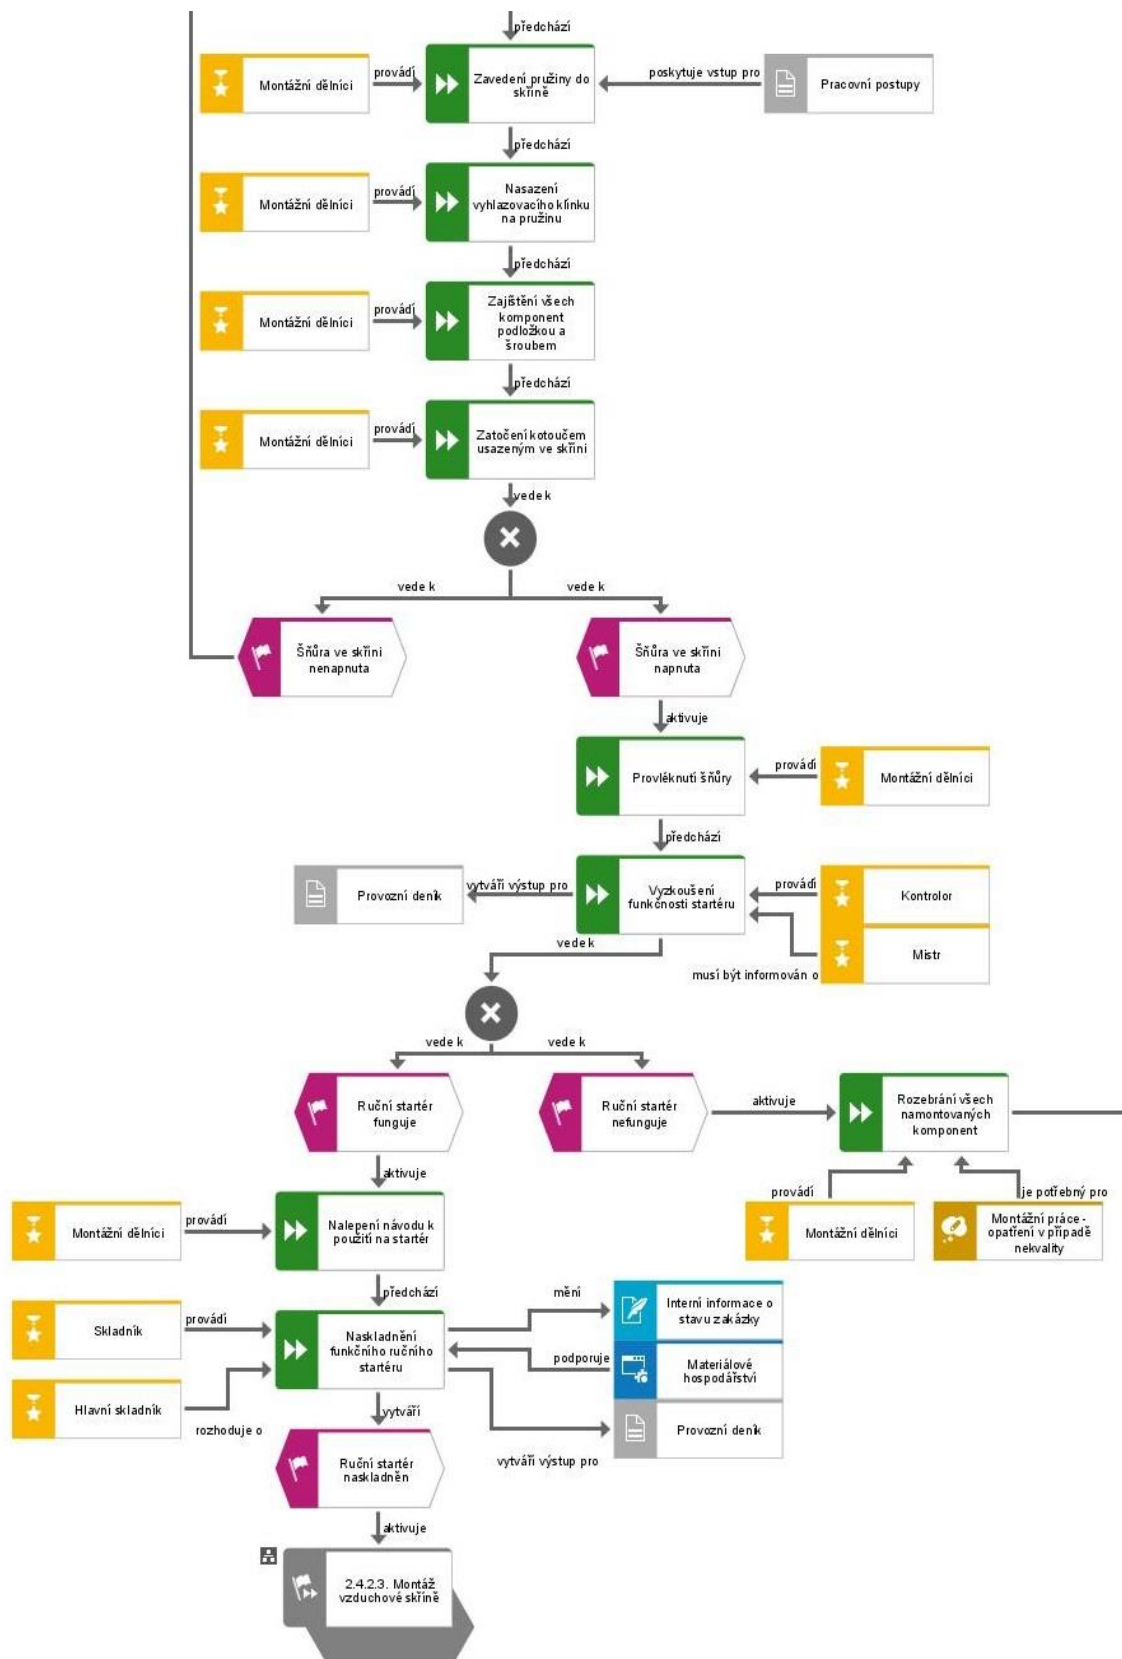 předchází
Montážní dělníci
provádí
Zavedení pružiny do
skříně
poskytuje vstup pro
Pracovní postupy
předchází
Montážní dělníci
provádí
Nasazení
vyhlazovacího klínku
na pružinu
předchází
Montážní dělníci
provádí
Zajištění všech
komponent
podložkou a
šroubem
předchází
Montážní dělníci
provádí
Zatočení kotoučem
usazeným ve skříni
vede k
vede k
vede k
Šňůra ve skříni
nenapnuta
Šňůra ve skříni
napnuta
aktivuje
Provléknutí šňůry
provádí
Montážní dělníci
předchází
Provozní deník
vytváří výstup pro
Vyzkoušení
funkčnosti startéru
provádí
Kontrolor
Mistr
musí být informován o
vede k
vede k
vede k
Ruční startér
funguje
Ruční startér
nefunguje
aktivuje
Rozebrání všech
namontovaných
komponent
aktivuje
provádí
je potřebný pro
Montážní dělníci
provádí
Nalepení návodu k
použití na startér
Montážní dělníci
Montážní práce -
opatření v případě
nekvality
předchází
Skladník
provádí
Naskladnění
funkčního ručního
startéru
mění
Interní informace o
stavu zakázky
podporuje
Materiálové
hospodářství
Hlavní skladník
rozhoduje o
vytváří
Provozní deník
vytváří výstup pro
Ruční startér
naskladněn
aktivuje
2.4.2.3. Montáž
vzduchové skříně